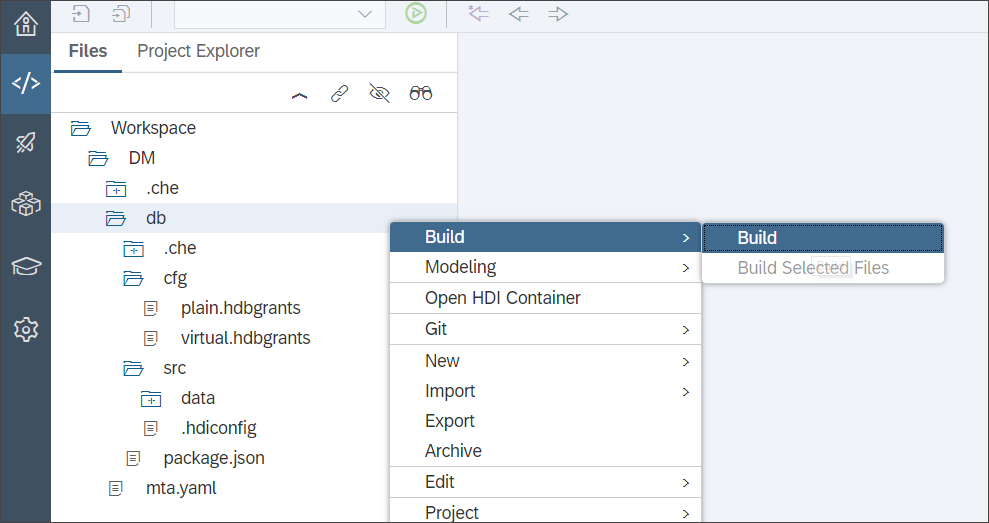 Files
Project Explorer
Workspace
DM
.che
db
.che
cfg
plain.hdbgrants
virtual.hdbgrants
src
data
.hdiconfig
package.json
mta.yaml
Build
Modeling
Open HDI Container
Git
New
Import
Export
Archive
Edit
Project
Build
Build Selected Files